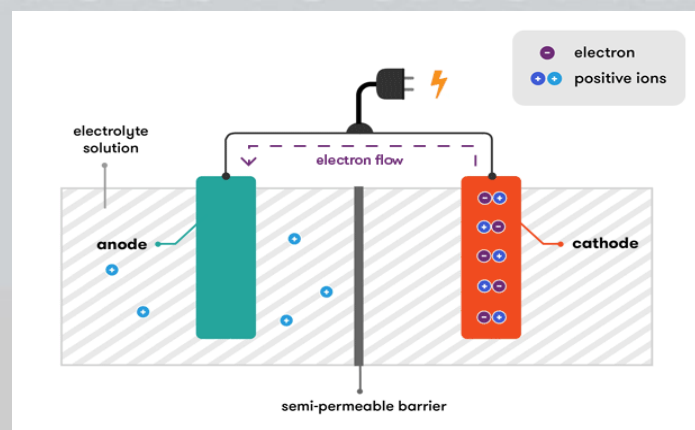 electron
positive ions
electrolyte
solution
electron flow
anode
cathode
semi-permeable barrier